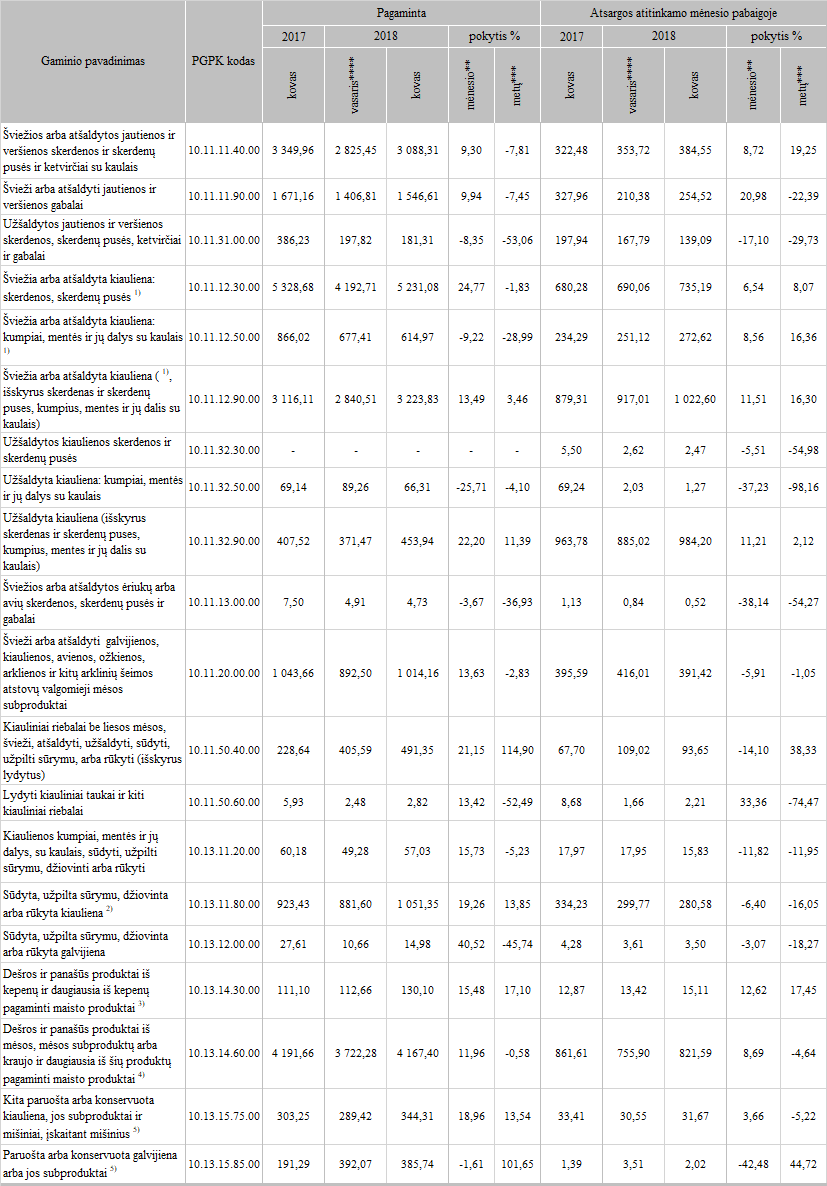 Gaminio pavadinimas PGPK kodas Pagaminta Atsargos atitinkamo mėnesio pabaigoje
2017 2018 pokytis % 2017 2018 pokytis %
kovas vasaris**** kovas mėnesio** metų*** kovas vasaris**** kovas mėnesio** metų***
Šviežios arba atšaldytos jautienos ir
veršienos skerdenos ir skerdenų
pusės ir ketvirčiai su kaulais
10.11.11.40.00 3 349,96 2 825,45 3 088,31 9,30 -7,81 322,48 353,72 384,55 8,72 19,25
Švieži arba atšaldyti jautienos ir
veršienos gabalai
10.11.11.90.00 1 671,16 1 406,81 1 546,61 9,94 -7,45 327,96 210,38 254,52 20,98 -22,39
Užšaldytos jautienos ir veršienos
skerdenos, skerdenų pusės, ketvirčiai
ir gabalai
10.11.31.00.00 386,23 197,82 181,31 -8,35 -53,06 197,94 167,79 139,09 -17,10 -29,73
Šviežia arba atšaldyta kiauliena:
skerdenos, skerdenų pusės 1)
10.11.12.30.00 5 328,68 4 192,71 5 231,08 24,77 -1,83 680,28 690,06 735,19 6,54 8,07
Šviežia arba atšaldyta kiauliena:
kumpiai, mentės ir jų dalys su kaulais
1)
10.11.12.50.00 866,02 677,41 614,97 -9,22 -28,99 234,29 251,12 272,62 8,56 16,36
Šviežia arba atšaldyta kiauliena ( 1),
išskyrus skerdenas ir skerdenų
puses, kumpius, mentes ir jų dalis su
kaulais)
10.11.12.90.00 3 116,11 2 840,51 3 223,83 13,49 3,46 879,31 917,01 1 022,60 11,51 16,30
Užšaldytos kiaulienos skerdenos ir
skerdenų pusės
10.11.32.30.00 - - - - - 5,50 2,62 2,47 -5,51 -54,98
Užšaldyta kiauliena: kumpiai, mentės
ir jų dalys su kaulais
10.11.32.50.00 69,14 89,26 66,31 -25,71 -4,10 69,24 2,03 1,27 -37,23 -98,16
Užšaldyta kiauliena (išskyrus
skerdenas ir skerdenų puses,
kumpius, mentes ir jų dalis su
kaulais)
10.11.32.90.00 407,52 371,47 453,94 22,20 11,39 963,78 885,02 984,20 11,21 2,12
Šviežios arba atšaldytos ėriukų arba
avių skerdenos, skerdenų pusės ir
gabalai
10.11.13.00.00 7,50 4,91 4,73 -3,67 -36,93 1,13 0,84 0,52 -38,14 -54,27
Švieži arba atšaldyti galvijienos,
kiaulienos, avienos, ožkienos,
arklienos ir kitų arklinių šeimos
atstovų valgomieji mėsos
subproduktai
10.11.20.00.00 1 043,66 892,50 1 014,16 13,63 -2,83 395,59 416,01 391,42 -5,91 -1,05
Kiauliniai riebalai be liesos mėsos,
švieži, atšaldyti, užšaldyti, sūdyti,
užpilti sūrymu, arba rūkyti (išskyrus
lydytus)
10.11.50.40.00 228,64 405,59 491,35 21,15 114,90 67,70 109,02 93,65 -14,10 38,33
Lydyti kiauliniai taukai ir kiti
kiauliniai riebalai
10.11.50.60.00 5,93 2,48 2,82 13,42 -52,49 8,68 1,66 2,21 33,36 -74,47
Kiaulienos kumpiai, mentės ir jų
dalys, su kaulais, sūdyti, užpilti
sūrymu, džiovinti arba rūkyti
10.13.11.20.00 60,18 49,28 57,03 15,73 -5,23 17,97 17,95 15,83 -11,82 -11,95
Sūdyta, užpilta sūrymu, džiovinta
arba rūkyta kiauliena 2)
10.13.11.80.00 923,43 881,60 1 051,35 19,26 13,85 334,23 299,77 280,58 -6,40 -16,05
Sūdyta, užpilta sūrymu, džiovinta
arba rūkyta galvijiena
10.13.12.00.00 27,61 10,66 14,98 40,52 -45,74 4,28 3,61 3,50 -3,07 -18,27
Dešros ir panašūs produktai iš
kepenų ir daugiausia iš kepenų
pagaminti maisto produktai 3)
10.13.14.30.00 111,10 112,66 130,10 15,48 17,10 12,87 13,42 15,11 12,62 17,45
Dešros ir panašūs produktai iš
mėsos, mėsos subproduktų arba
kraujo ir daugiausia iš šių produktų
pagaminti maisto produktai 4)
10.13.14.60.00 4 191,66 3 722,28 4 167,40 11,96 -0,58 861,61 755,90 821,59 8,69 -4,64
Kita paruošta arba konservuota
kiauliena, jos subproduktai ir
mišiniai, įskaitant mišinius 5)
10.13.15.75.00 303,25 289,42 344,31 18,96 13,54 33,41 30,55 31,67 3,66 -5,22
Paruošta arba konservuota galvijiena
arba jos subproduktai 5)
10.13.15.85.00 191,29 392,07 385,74 -1,61 101,65 1,39 3,51 2,02 -42,48 44,72